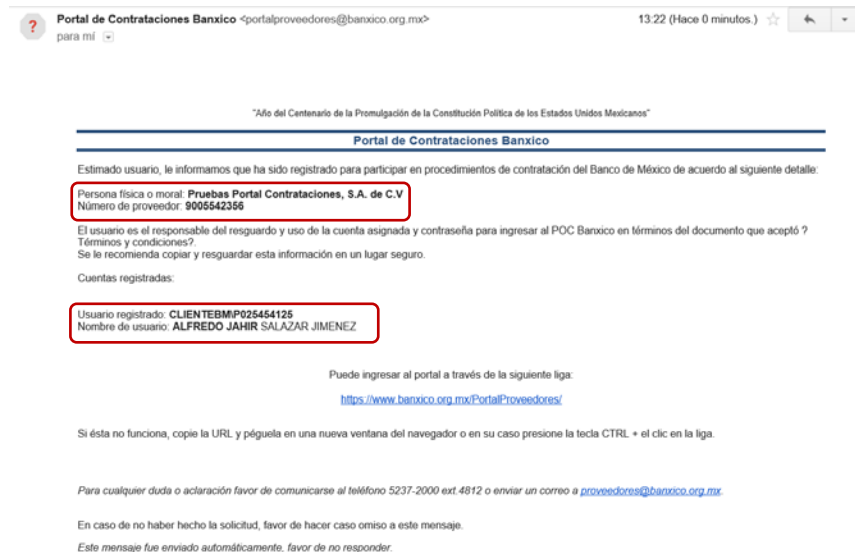 ?
Portal de Contrataciones Banxico <portalproveedores@banxico.org.mx>
13:22 (Hace 0 minutos.)
para mí
"Año del Centenario de la Promulgación de la Constitución Política de los Estados Unidos Mexicanos"
Portal de Contrataciones Banxico
Estimado usuario, le informamos que ha sido registrado para participar en procedimientos de contratación del Banco de México de acuerdo al siguiente detalle:
Persona física o moral: Pruebas Portal Contrataciones, S.A. de C.V
Número de proveedor: 9005542356
El usuario es el responsable del resguardo y uso de la cuenta asignada y contraseña para ingresar al POC Banxico en términos del documento que aceptó ?
Términos y condiciones?.
Se le recomienda copiar y resguardar esta información en un lugar seguro.
Cuentas registradas:
Usuario registrado: CLIENTEBM\P025454125
Nombre de usuario: ALFREDO JAHIR SALAZAR JIMENEZ
Puede ingresar al portal a través de la siguiente liga:
https://www.banxico.org.mx/PortalProveedores/
Si ésta no funciona, copie la URL y péguela en una nueva ventana del navegador o en su caso presione la tecla CTRL + el clic en la liga.
Para cualquier duda o aclaración favor de comunicarse al teléfono 5237-2000 ext.4812 o enviar un correo a proveedores@banxico.org.mx.
En caso de no haber hecho la solicitud, favor de hacer caso omiso a este mensaje.
Este mensaje fue enviado automáticamente, favor de no responder.